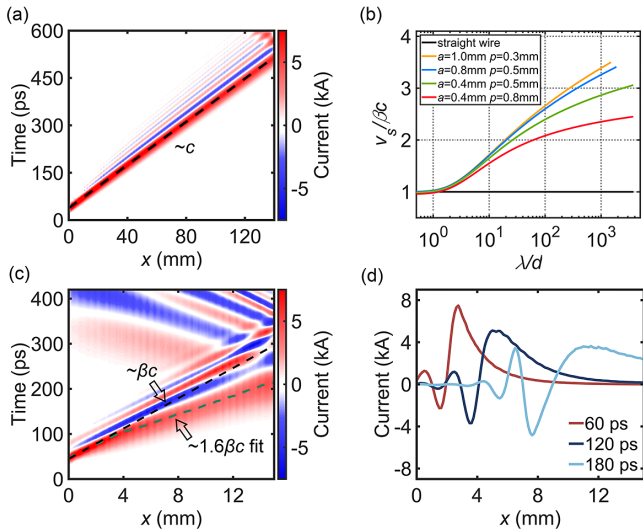 (a)
600
450
300
150
0
Time (ps)
0 40 80 120
x (mm)
~c
5
0
-5
Current (kA)
(b)
4
3
2
1
v_s/βc
straight wire
a=1.0mm p=0.3mm
a=0.8mm p=0.5mm
a=0.4mm p=0.5mm
a=0.4mm p=0.8mm
10^0 10^1 10^2 10^3
λ/d
(c)
400
300
200
100
0
Time (ps)
~βc
~1.6βc fit
0 4 8 12
x (mm)
5
0
-5
Current (kA)
(d)
8
4
0
-4
-8
Current (kA)
60 ps
120 ps
180 ps
0 4 8 12
x (mm)